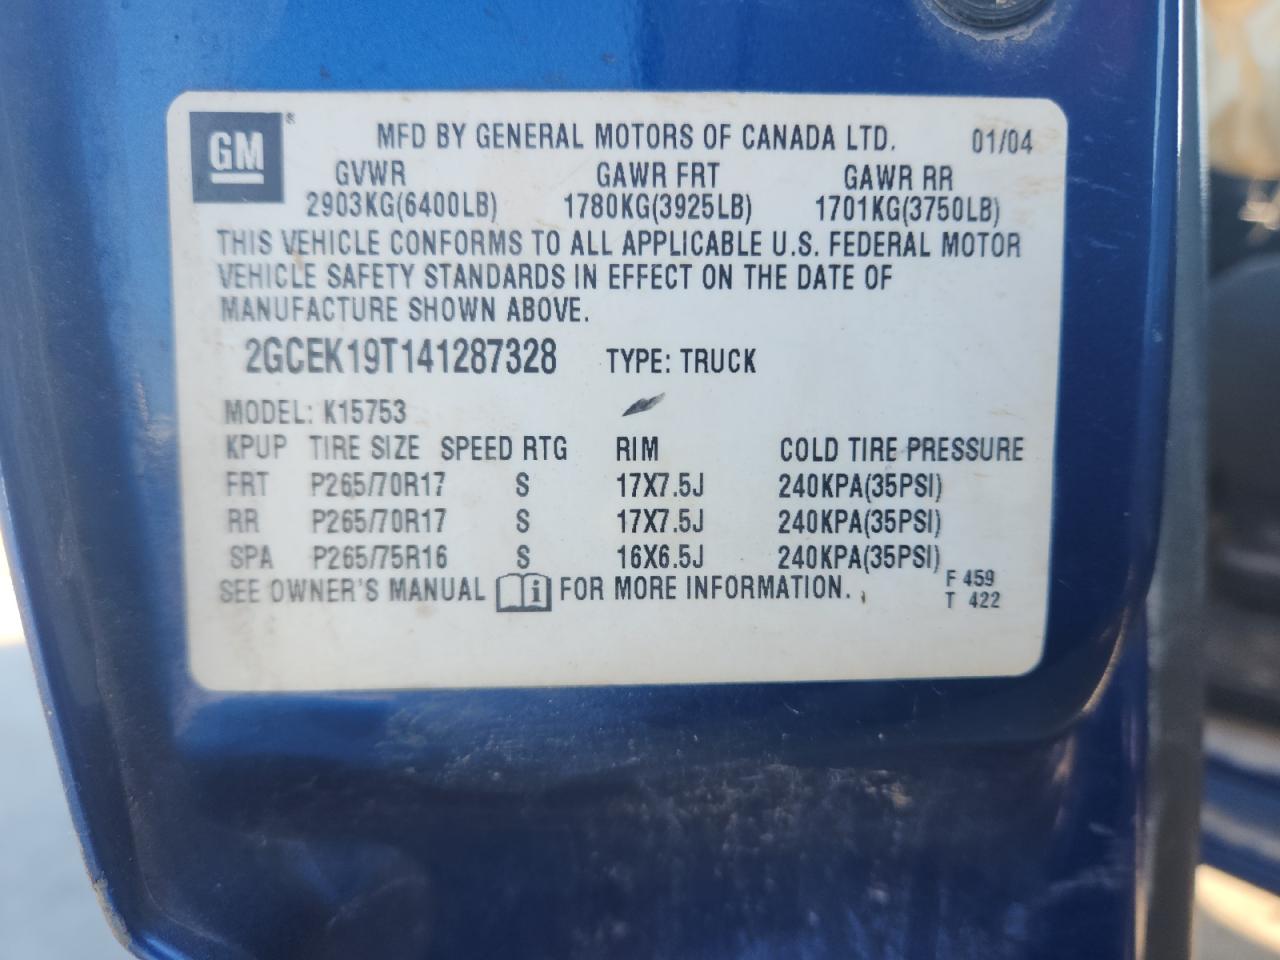 GM ® MFD BY GENERAL MOTORS OF CANADA LTD. 01/04
GVWR GAWR FRT GAWR RR
2903KG(6400LB) 1780KG(3925LB) 1701KG(3750LB)
THIS VEHICLE CONFORMS TO ALL APPLICABLE U.S. FEDERAL MOTOR
VEHICLE SAFETY STANDARDS IN EFFECT ON THE DATE OF
MANUFACTURE SHOWN ABOVE.
2GCEK19T141287328 TYPE: TRUCK
MODEL: K15753
KPUP TIRE SIZE SPEED RTG RIM COLD TIRE PRESSURE
FRT P265/70R17 S 17X7.5J 240KPA(35PSI)
RR P265/70R17 S 17X7.5J 240KPA(35PSI)
SPA P265/75R16 S 16X6.5J 240KPA(35PSI)
SEE OWNER'S MANUAL i FOR MORE INFORMATION. F 459
T 422